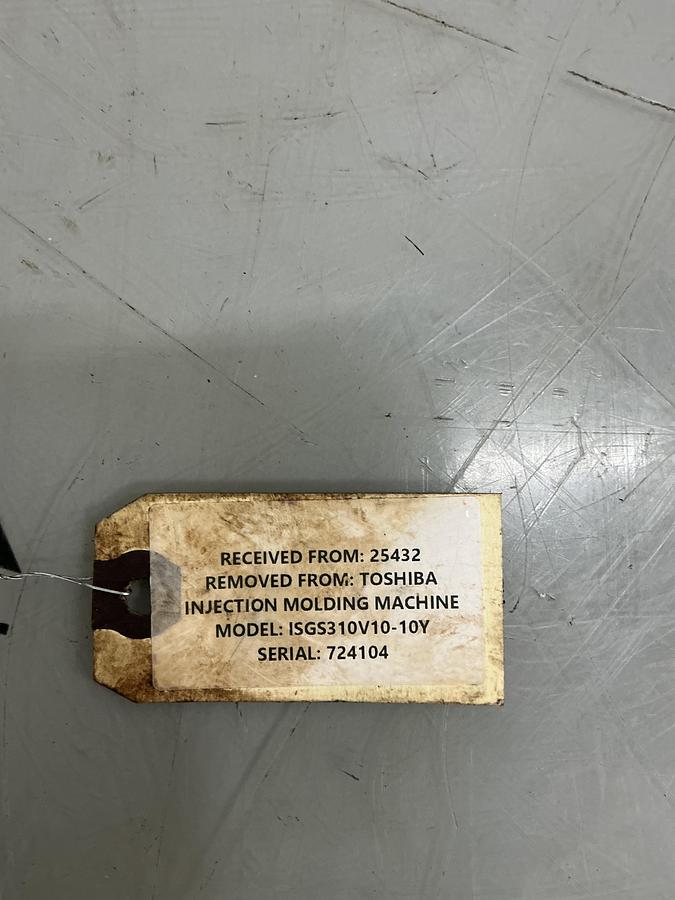 RECEIVED FROM: 25432
REMOVED FROM: TOSHIBA
INJECTION MOLDING MACHINE
MODEL: ISGS310V10-10Y
SERIAL: 724104